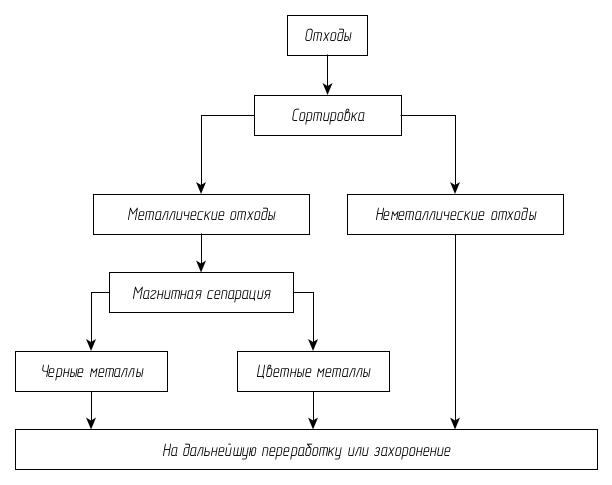 Отходы
Сортировка
Металлические отходы
Неметаллические отходы
Магнитная сепарация
Черные металлы
Цветные металлы
На дальнейшую переработку или захоронение